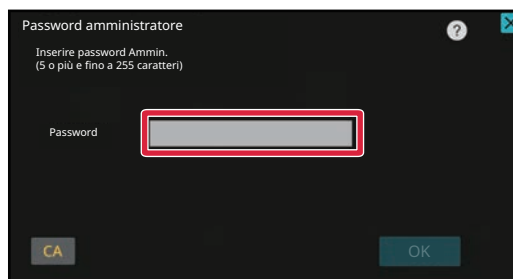 Password amministratore
?
Inserire password Ammin.
(5 o più e fino a 255 caratteri)
Password
CA
OK